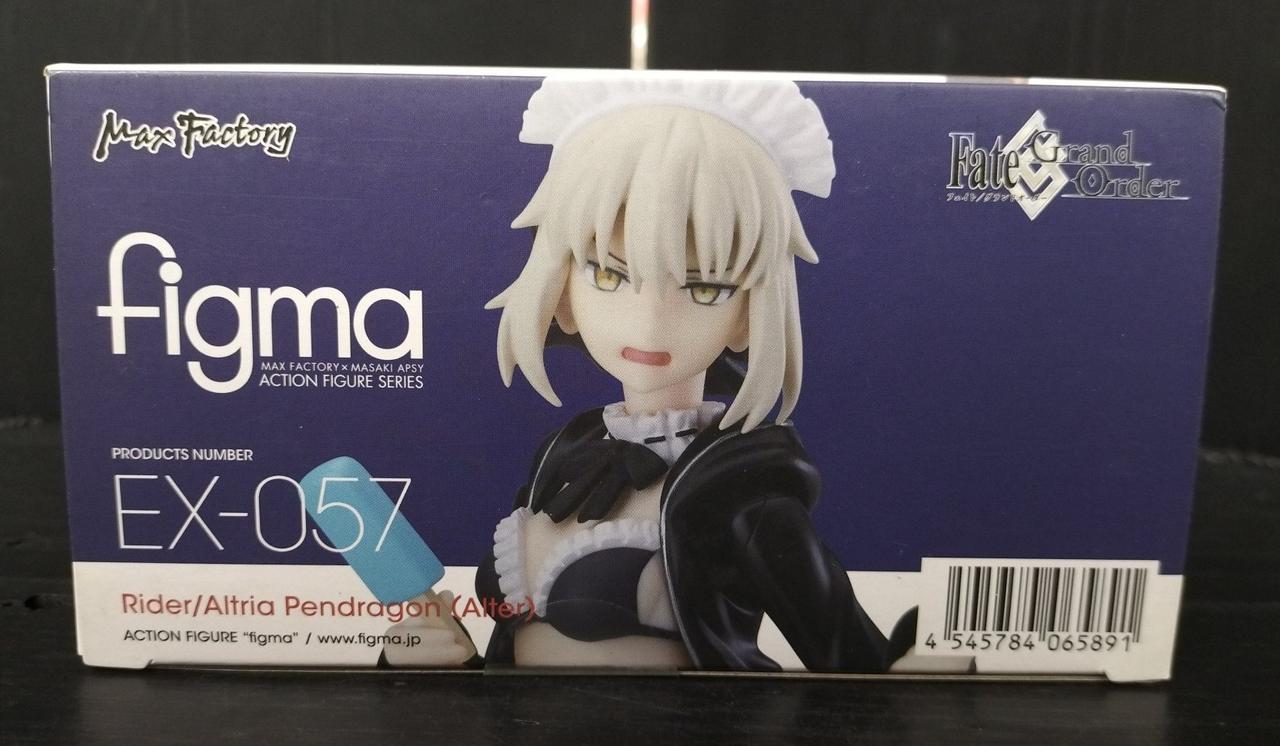 Max Factory
Fate
Grand
Order
フェイト/グランドオーダー
figma
MAX FACTORY × MASAKI APSY
ACTION FIGURE SERIES
PRODUCTS NUMBER
EX-057
Rider/Altria Pendragon (Alter)
ACTION FIGURE "figma" / www.figma.jp
4 545784 065891